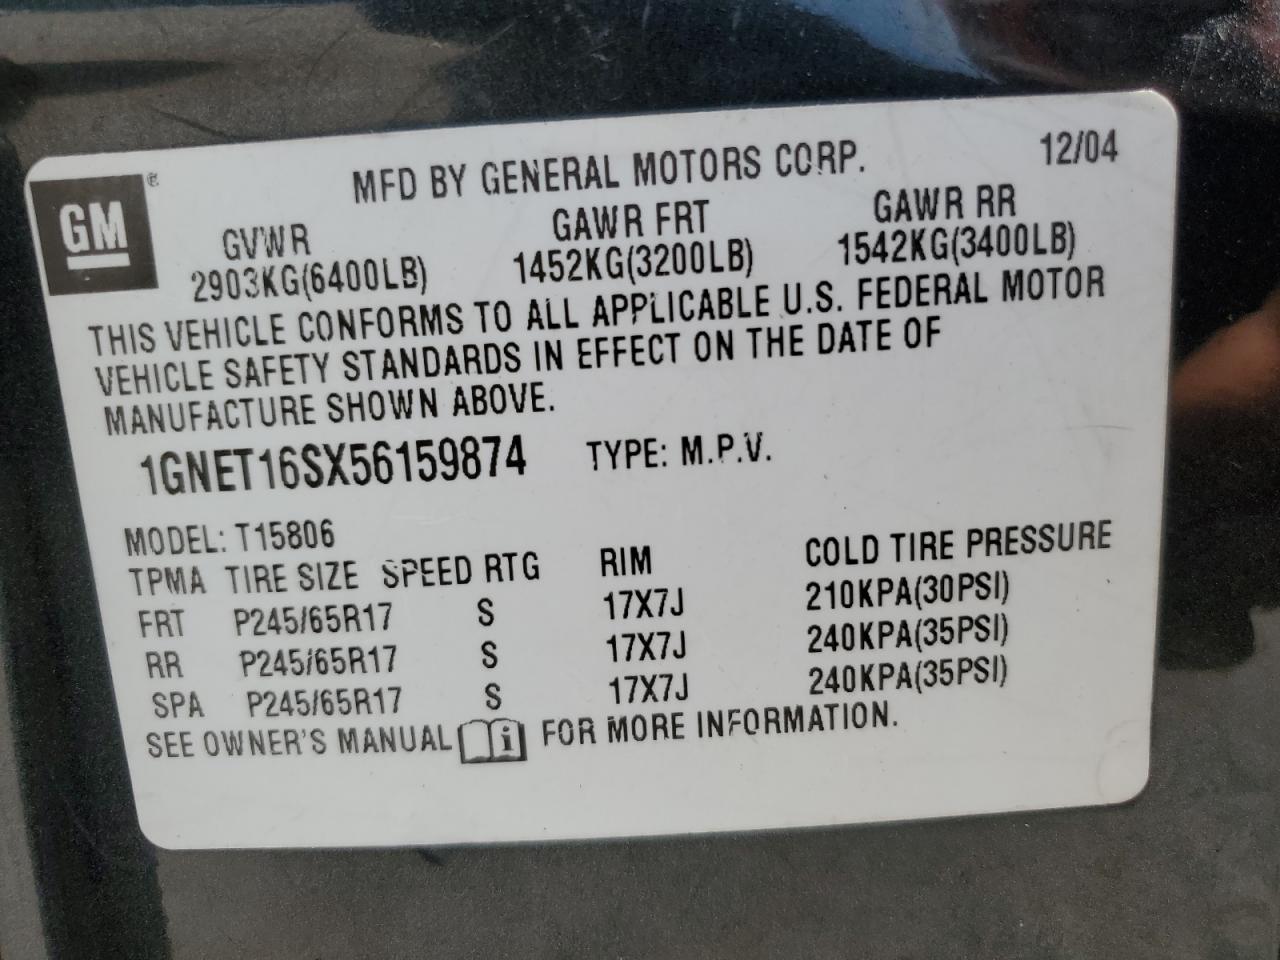 MFD BY GENERAL MOTORS CORP. 12/04
GM ®
GVWR GAWR FRT GAWR RR
2903KG(6400LB) 1452KG(3200LB) 1542KG(3400LB)
THIS VEHICLE CONFORMS TO ALL APPLICABLE U.S. FEDERAL MOTOR
VEHICLE SAFETY STANDARDS IN EFFECT ON THE DATE OF
MANUFACTURE SHOWN ABOVE.
1GNET16SX56159874 TYPE: M.P.V.
MODEL: T15806
TPMA TIRE SIZE SPEED RTG RIM COLD TIRE PRESSURE
FRT P245/65R17 S 17X7J 210KPA(30PSI)
RR P245/65R17 S 17X7J 240KPA(35PSI)
SPA P245/65R17 S 17X7J 240KPA(35PSI)
SEE OWNER'S MANUAL i FOR MORE INFORMATION.